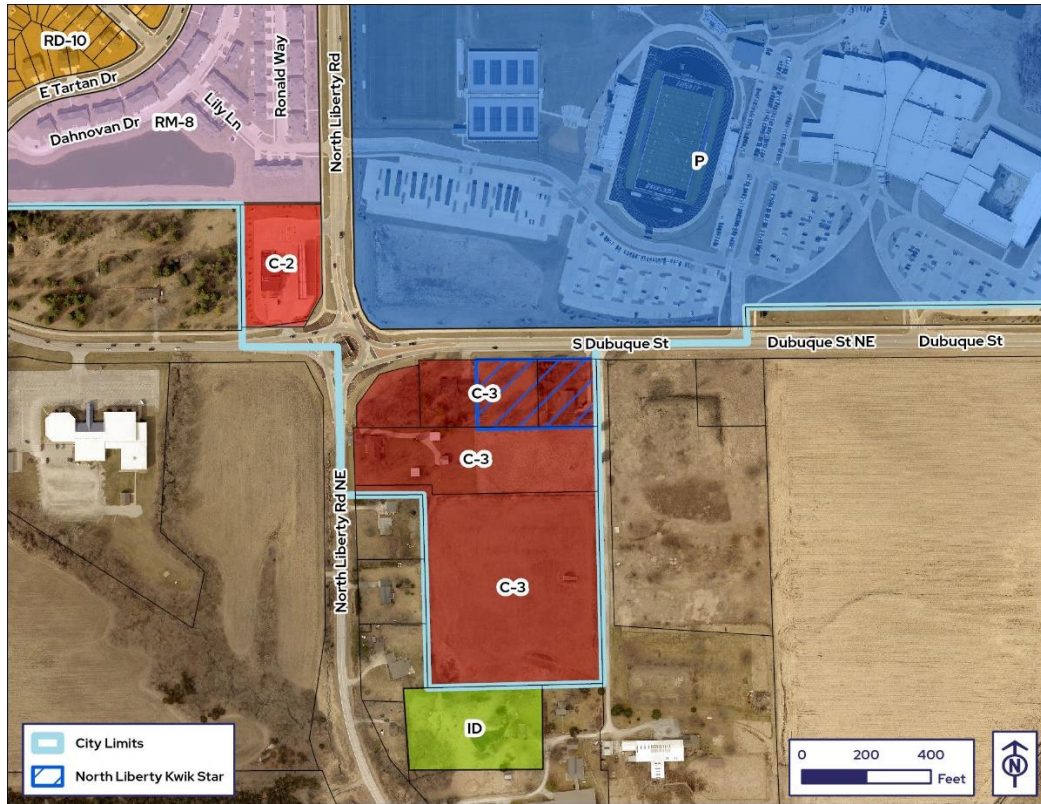 RD-10
E Tartan Dr
Dahnovan Dr
RM-8
Lily Ln
Ronald Way
North Liberty Rd
P
C-2
S Dubuque St
Dubuque St NE
Dubuque St
C-3
C-3
North Liberty Rd NE
C-3
ID
City Limits
North Liberty Kwik Star
0 200 400
Feet
N